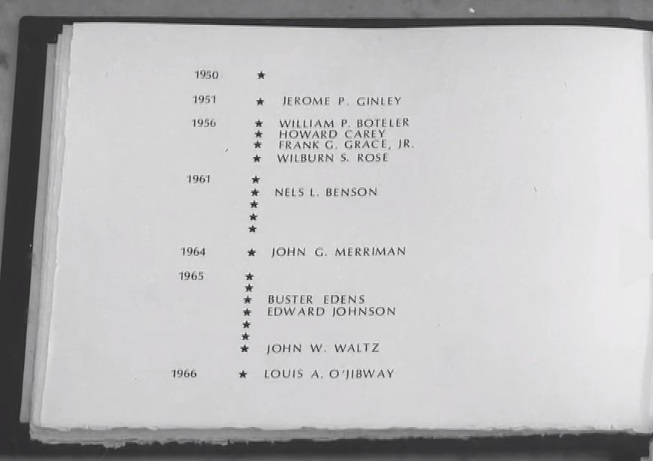 1950 ★
1951 ★ JEROME P. GINLEY
1956 ★ WILLIAM P. BOTELER
★ HOWARD CAREY
★ FRANK G. GRACE, JR.
★ WILBURN S. ROSE
1961 ★
★ NELS L. BENSON
★
★
★
1964 ★ JOHN G. MERRIMAN
1965 ★
★
★ BUSTER EDENS
★ EDWARD JOHNSON
★
★
★ JOHN W. WALTZ
1966 ★ LOUIS A. O'JIBWAY